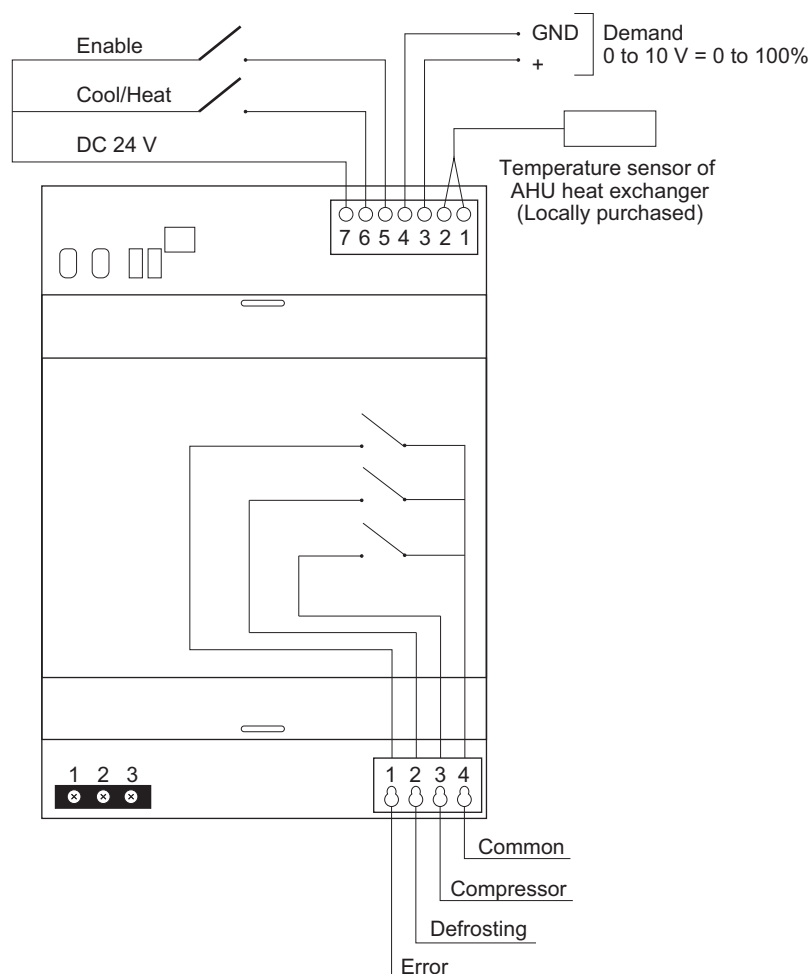 Enable
Cool/Heat
DC 24 V
GND
+
Demand
0 to 10 V = 0 to 100%
Temperature sensor of
AHU heat exchanger
(Locally purchased)
7 6 5 4 3 2 1
1 2 3
1 2 3 4
Common
Compressor
Defrosting
Error